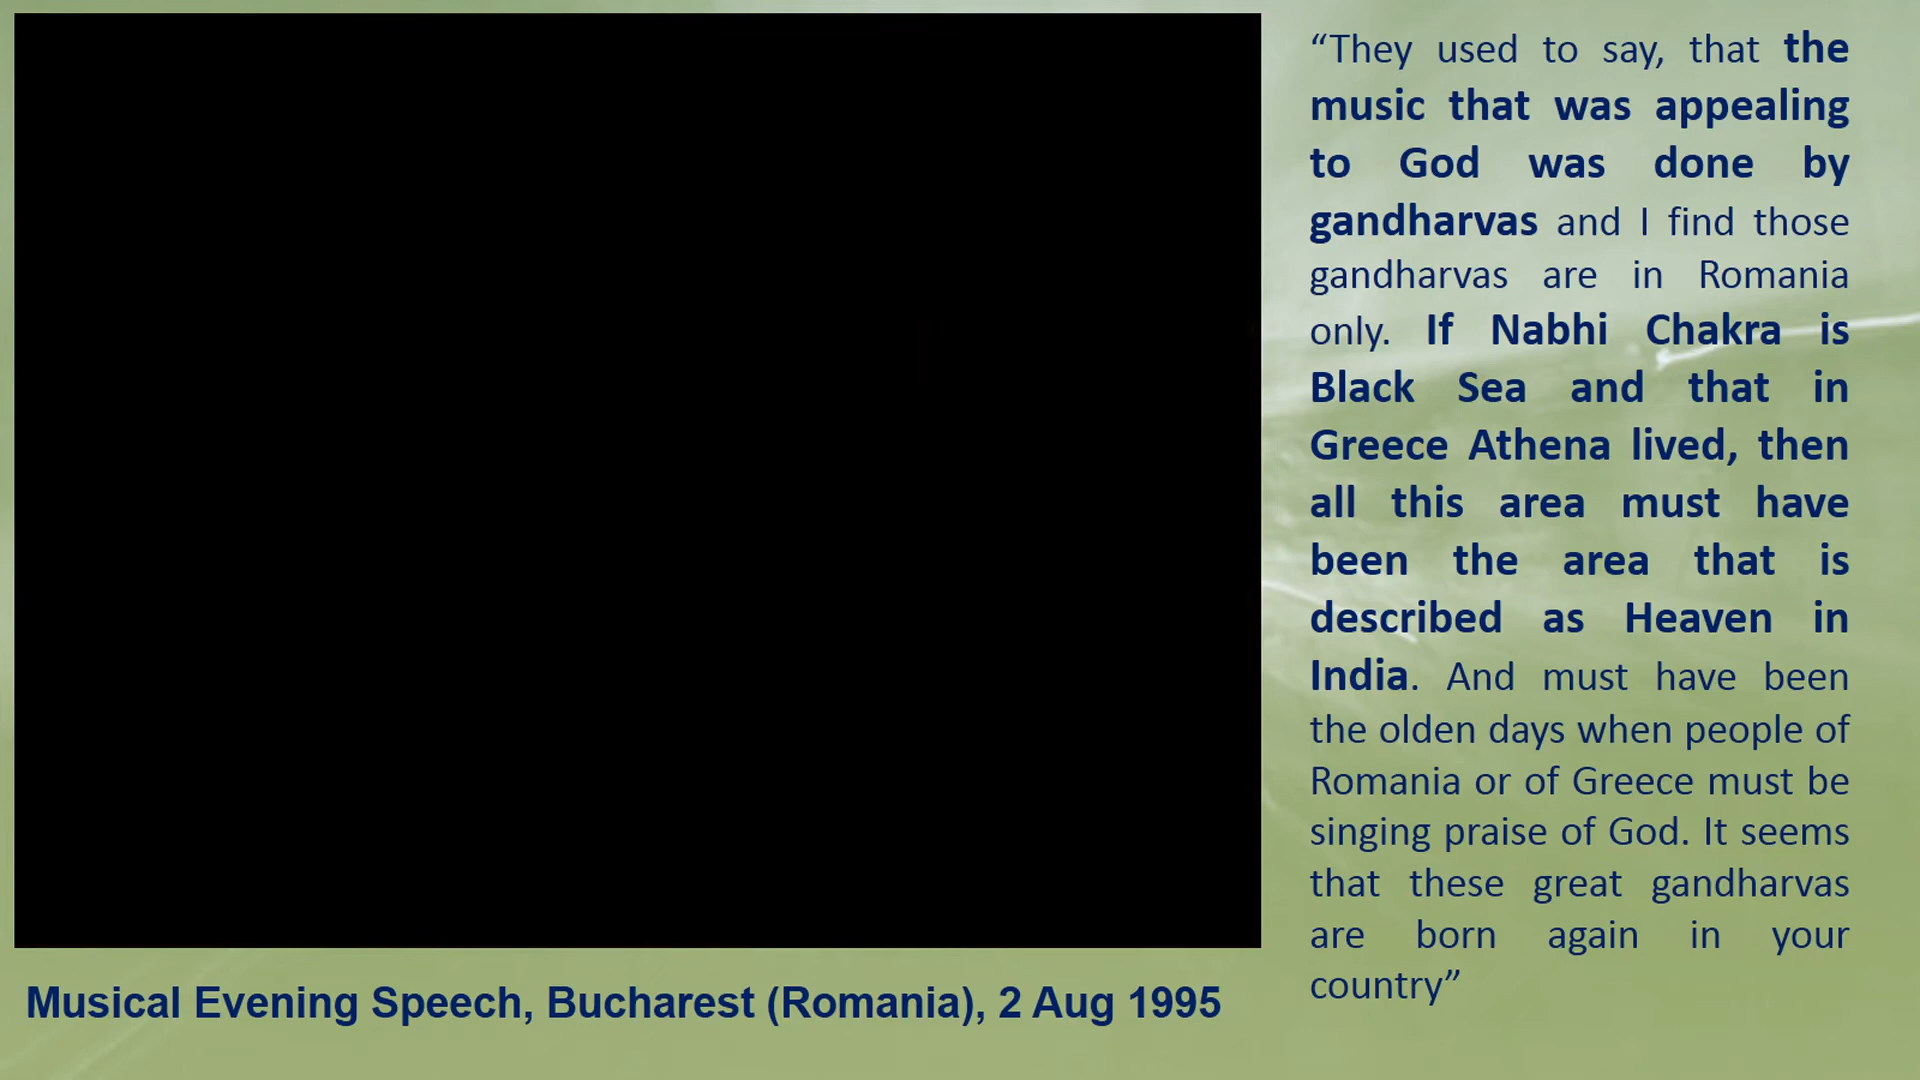 “They used to say, that the
music that was appealing
to God was done by
gandharvas and I find those
gandharvas are in Romania
only. If Nabhi Chakra is
Black Sea and that in
Greece Athena lived, then
all this area must have
been the area that is
described as Heaven in
India. And must have been
the olden days when people of
Romania or of Greece must be
singing praise of God. It seems
that these great gandharvas
are born again in your
country”
Musical Evening Speech, Bucharest (Romania), 2 Aug 1995